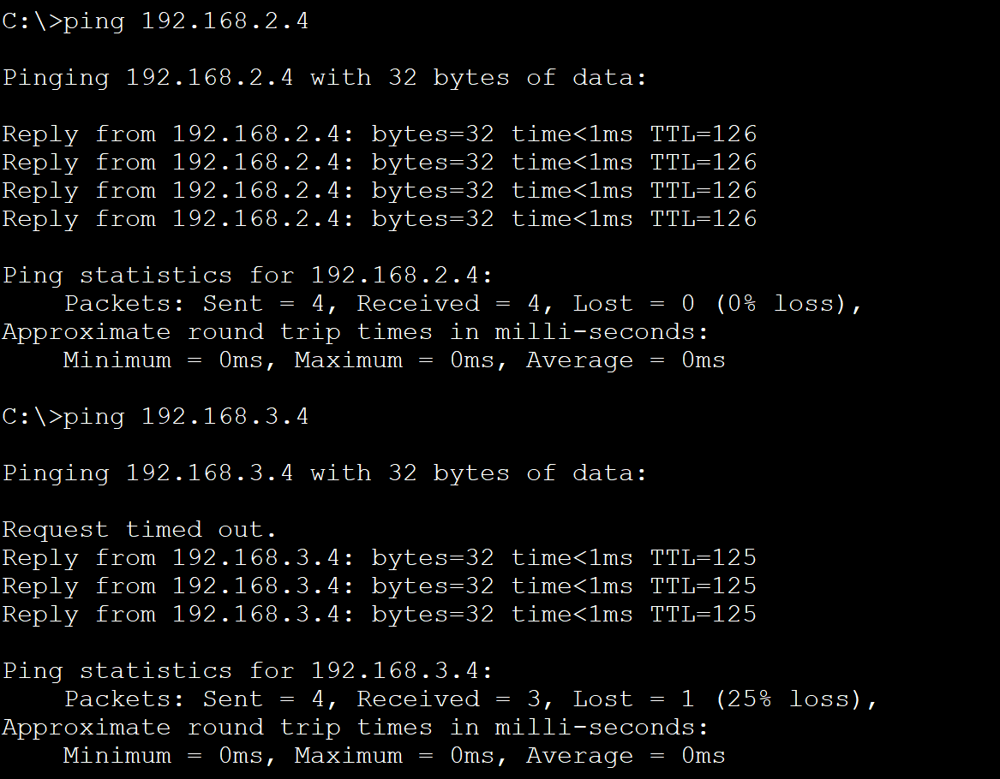 C:\>ping 192.168.2.4
Pinging 192.168.2.4 with 32 bytes of data:
Reply from 192.168.2.4: bytes=32 time<1ms TTL=126
Reply from 192.168.2.4: bytes=32 time<1ms TTL=126
Reply from 192.168.2.4: bytes=32 time<1ms TTL=126
Reply from 192.168.2.4: bytes=32 time<1ms TTL=126
Ping statistics for 192.168.2.4:
    Packets: Sent = 4, Received = 4, Lost = 0 (0% loss),
Approximate round trip times in milli-seconds:
    Minimum = 0ms, Maximum = 0ms, Average = 0ms
C:\>ping 192.168.3.4
Pinging 192.168.3.4 with 32 bytes of data:
Request timed out.
Reply from 192.168.3.4: bytes=32 time<1ms TTL=125
Reply from 192.168.3.4: bytes=32 time<1ms TTL=125
Reply from 192.168.3.4: bytes=32 time<1ms TTL=125
Ping statistics for 192.168.3.4:
    Packets: Sent = 4, Received = 3, Lost = 1 (25% loss),
Approximate round trip times in milli-seconds:
    Minimum = 0ms, Maximum = 0ms, Average = 0ms